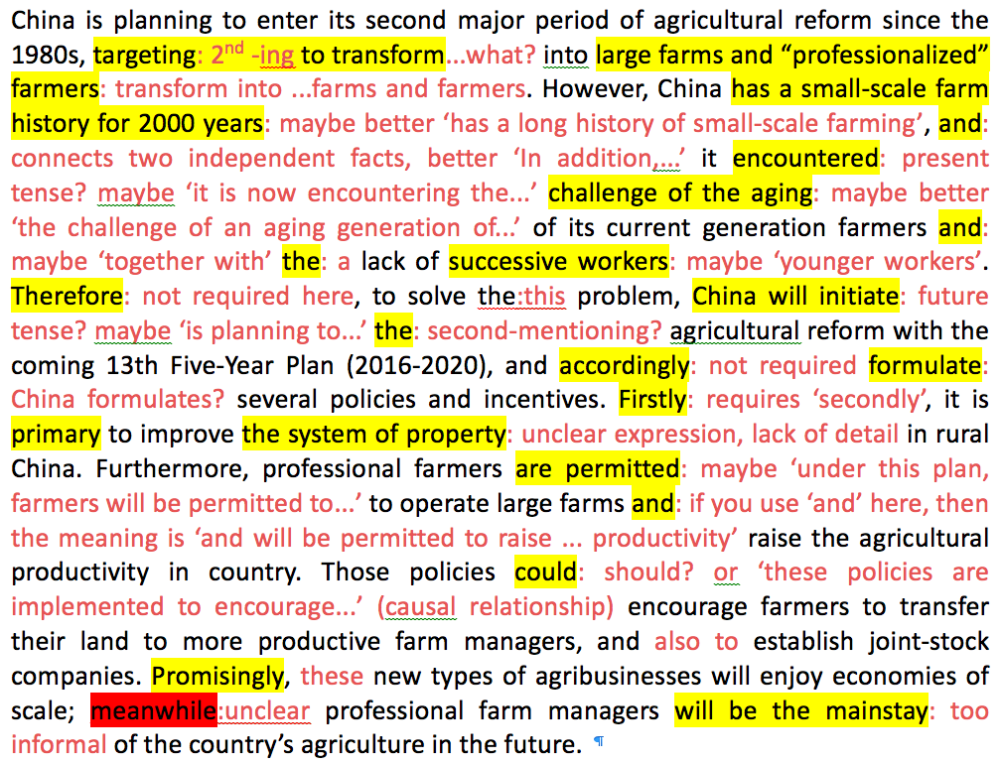 China is planning to enter its second major period of agricultural reform since the
1980s, targeting: 2nd -ing to transform...what? into large farms and “professionalized”
farmers: transform into ...farms and farmers. However, China has a small-scale farm
history for 2000 years: maybe better ‘has a long history of small-scale farming’, and:
connects two independent facts, better ‘In addition,...’ it encountered: present
tense? maybe ‘it is now encountering the...’ challenge of the aging: maybe better
‘the challenge of an aging generation of...’ of its current generation farmers and:
maybe ‘together with’ the: a lack of successive workers: maybe ‘younger workers’.
Therefore: not required here, to solve the:this problem, China will initiate: future
tense? maybe ‘is planning to...’ the: second-mentioning? agricultural reform with the
coming 13th Five-Year Plan (2016-2020), and accordingly: not required formulate:
China formulates? several policies and incentives. Firstly: requires ‘secondly’, it is
primary to improve the system of property: unclear expression, lack of detail in rural
China. Furthermore, professional farmers are permitted: maybe ‘under this plan,
farmers will be permitted to...’ to operate large farms and: if you use ‘and’ here, then
the meaning is ‘and will be permitted to raise ... productivity’ raise the agricultural
productivity in country. Those policies could: should? or ‘these policies are
implemented to encourage...’ (causal relationship) encourage farmers to transfer
their land to more productive farm managers, and also to establish joint-stock
companies. Promisingly, these new types of agribusinesses will enjoy economies of
scale; meanwhile:unclear professional farm managers will be the mainstay: too
informal of the country’s agriculture in the future. ¶